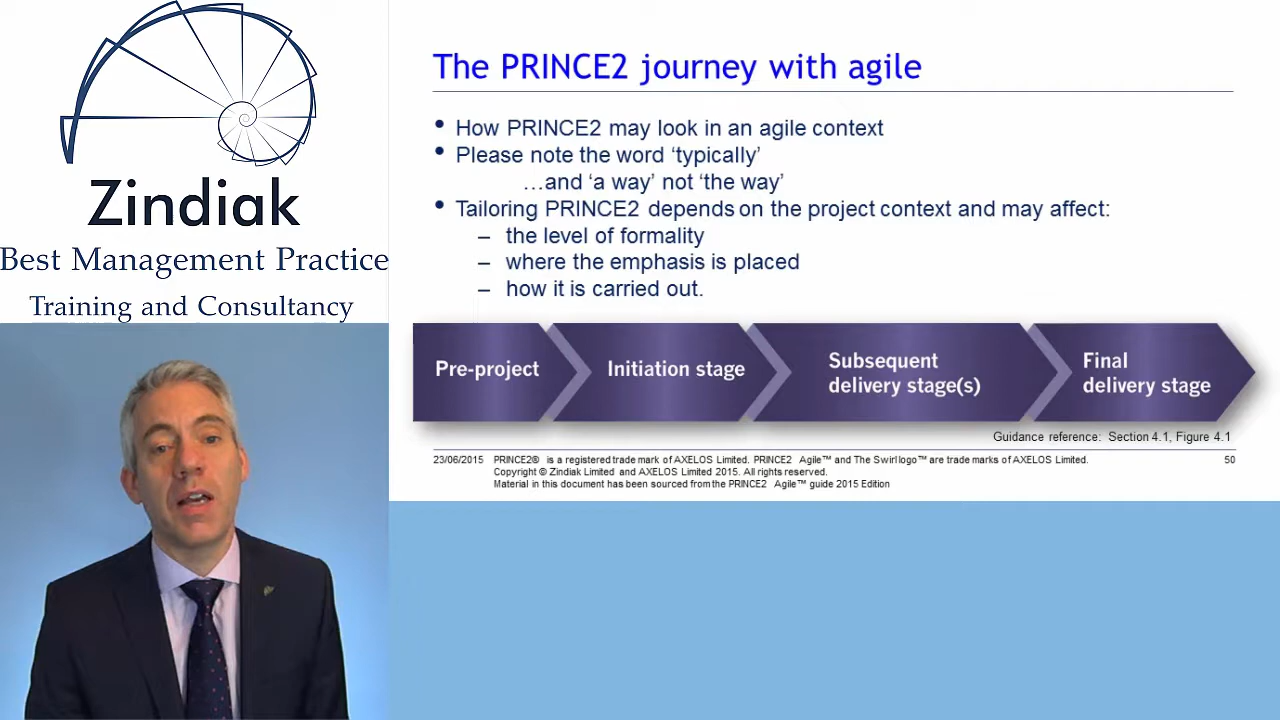 Zindiak
Best Management Practice
Training and Consultancy
The PRINCE2 journey with agile
• How PRINCE2 may look in an agile context
• Please note the word ‘typically’
…and ‘a way’ not ‘the way’
• Tailoring PRINCE2 depends on the project context and may affect:
– the level of formality
– where the emphasis is placed
– how it is carried out.
Pre-project
Initiation stage
Subsequent
delivery stage(s)
Final
delivery stage
Guidance reference: Section 4.1, Figure 4.1
23/06/2015 PRINCE2® is a registered trade mark of AXELOS Limited. PRINCE2 Agile™ and The Swirl logo™ are trade marks of AXELOS Limited. 50
Copyright © Zindiak Limited and AXELOS Limited 2015. All rights reserved.
Material in this document has been sourced from the PRINCE2 Agile™ guide 2015 Edition